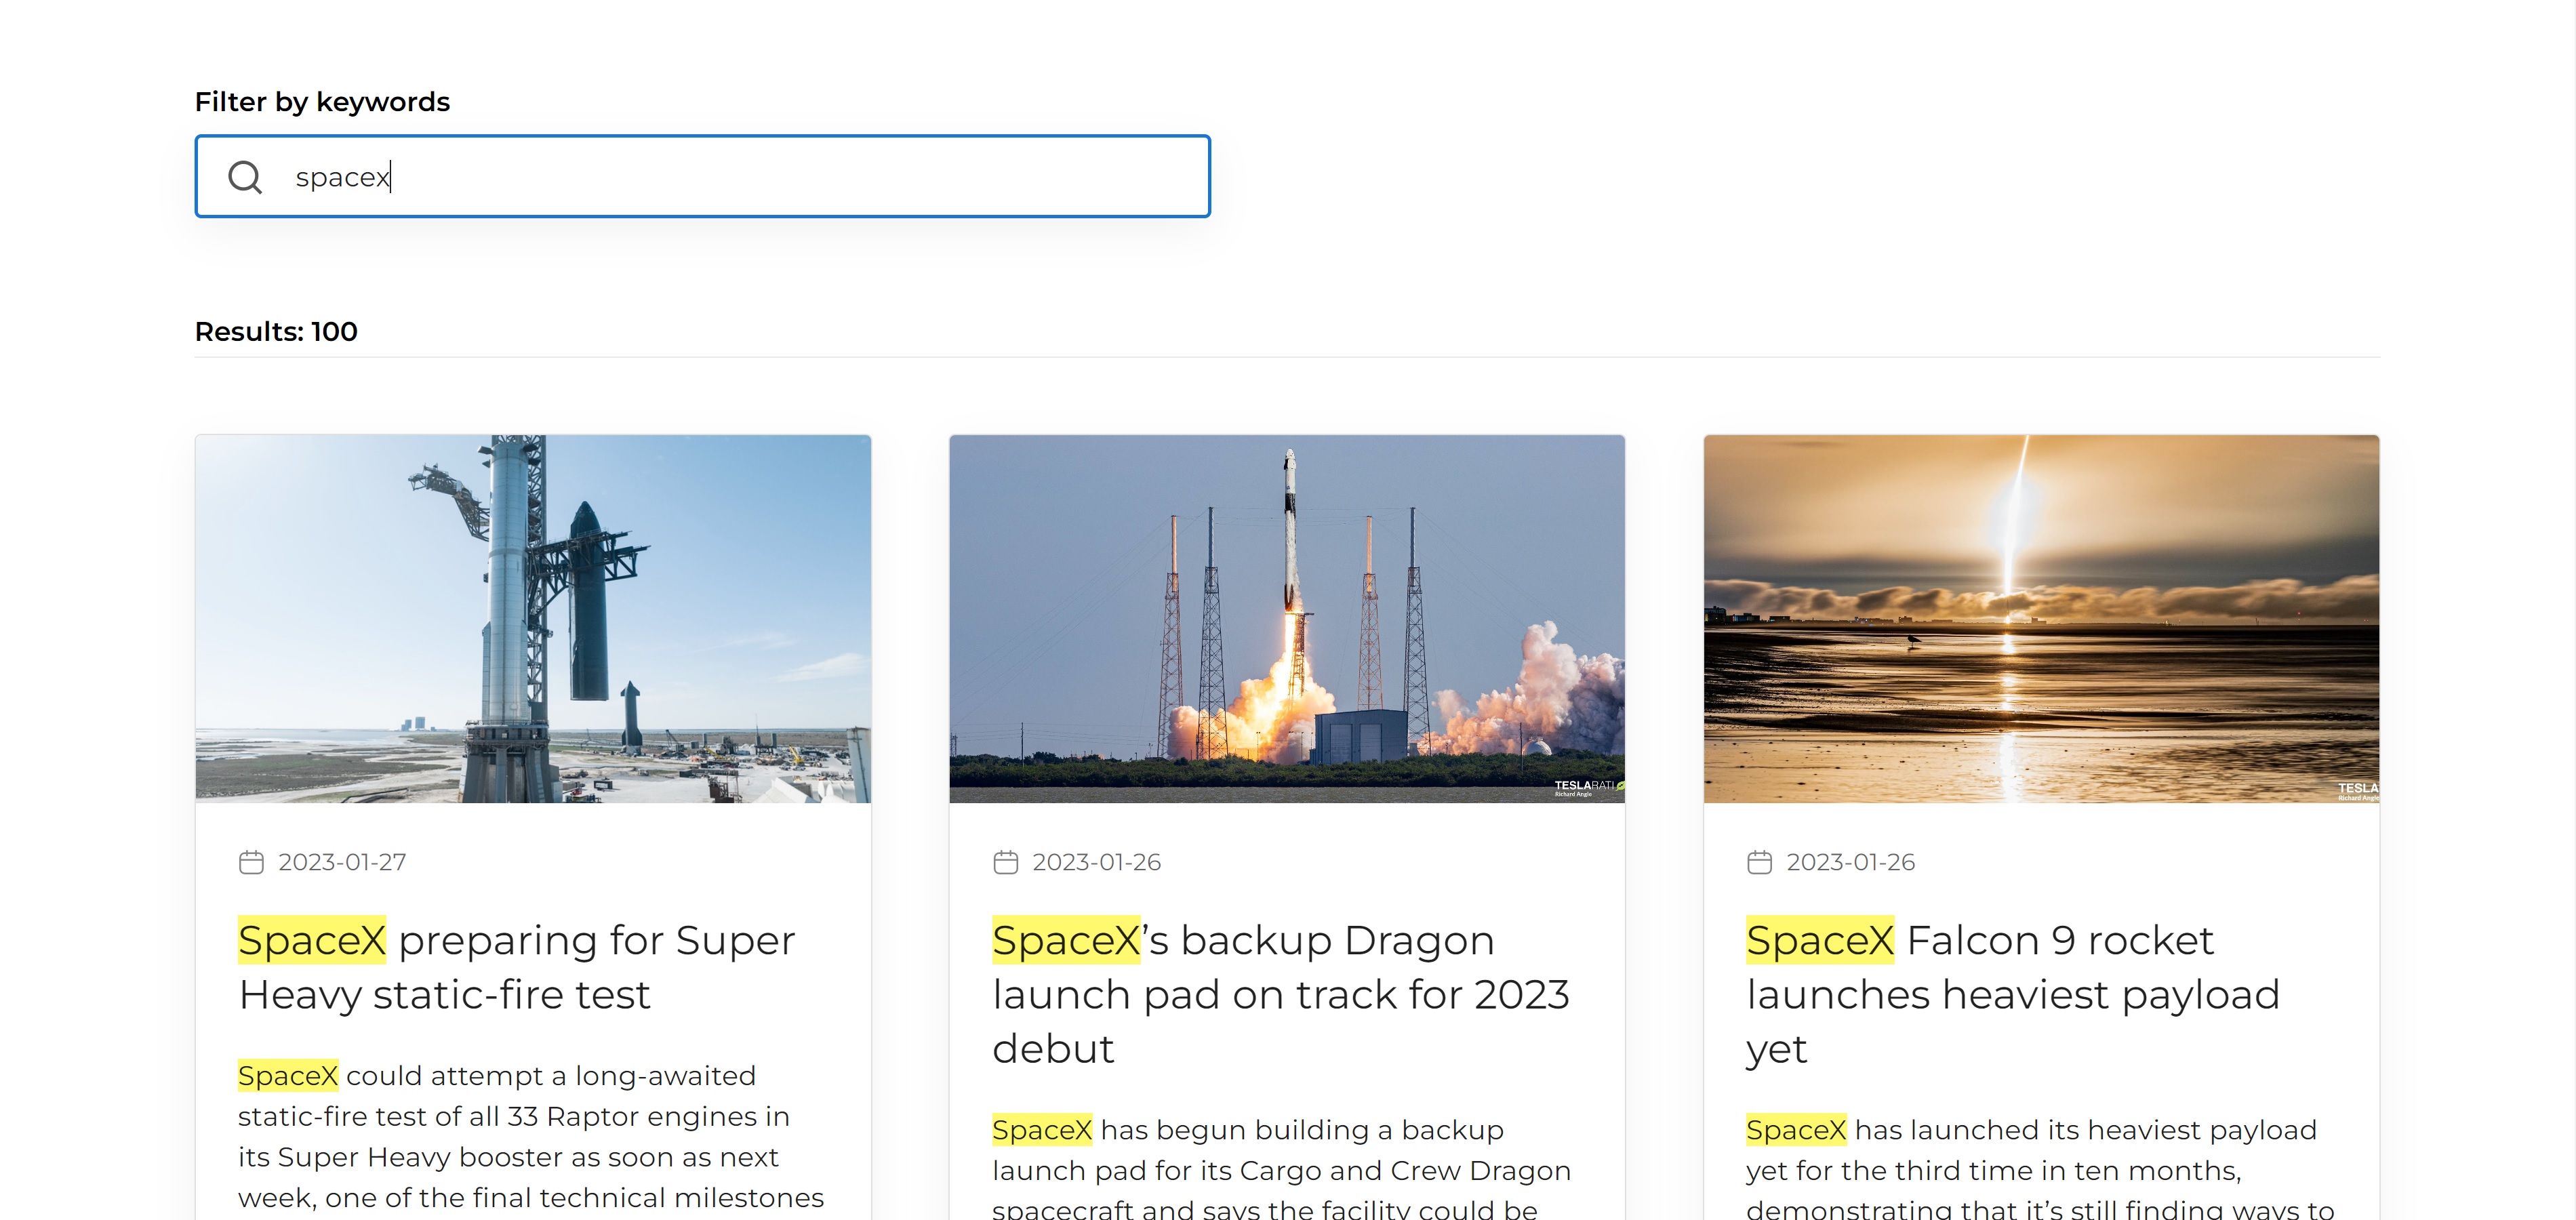 Filter by keywords
spacex
Results: 100
TESLARATI
Richard Angle
TESLA
Richard Angle
2023-01-27
SpaceX preparing for Super
Heavy static-fire test
SpaceX could attempt a long-awaited
static-fire test of all 33 Raptor engines in
its Super Heavy booster as soon as next
week, one of the final technical milestones
2023-01-26
SpaceX’s backup Dragon
launch pad on track for 2023
debut
SpaceX has begun building a backup
launch pad for its Cargo and Crew Dragon
spacecraft and says the facility could be
2023-01-26
SpaceX Falcon 9 rocket
launches heaviest payload
yet
SpaceX has launched its heaviest payload
yet for the third time in ten months,
demonstrating that it’s still finding ways to